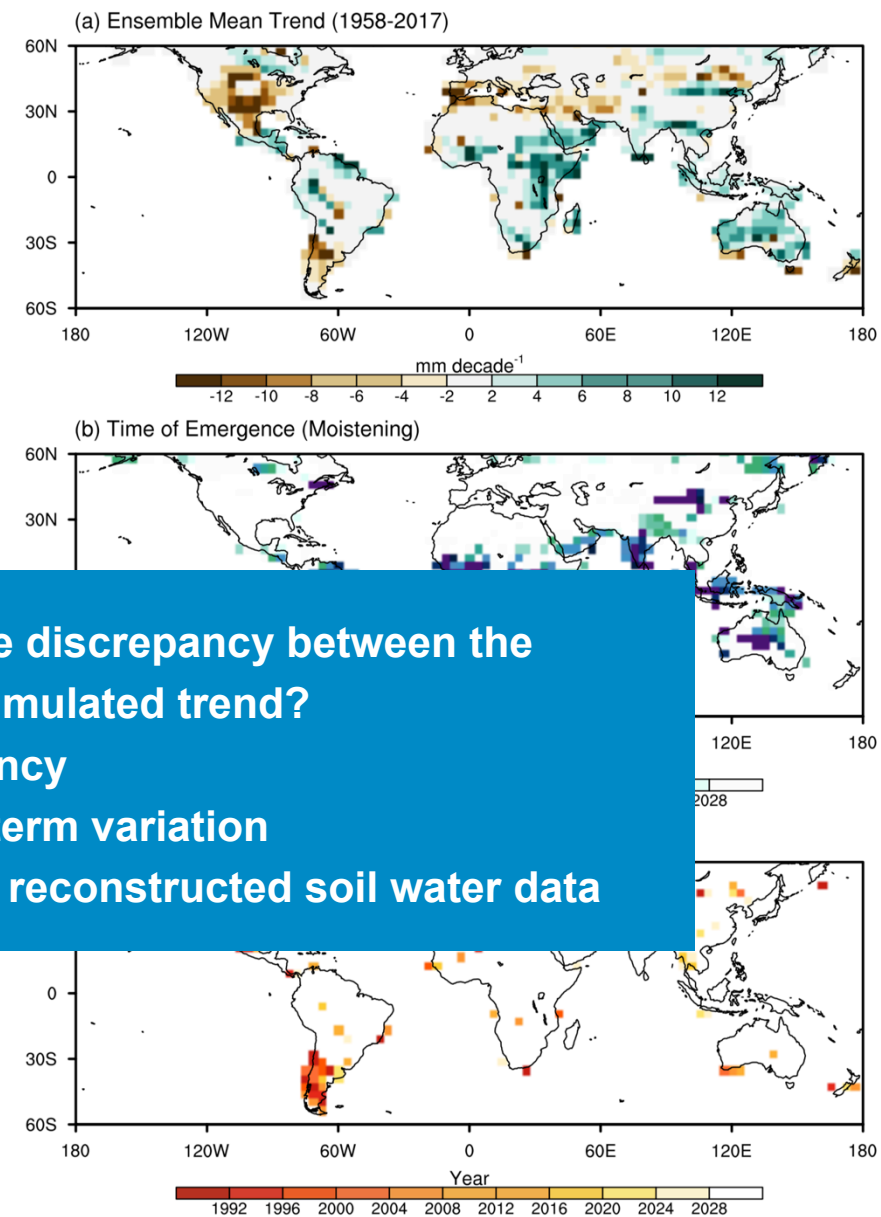 (a) Ensemble Mean Trend (1958-2017)
60N
30N
0
30S
60S
180 120W 60W 0 60E 120E 180
mm decade⁻¹
-12 -10 -8 -6 -4 -2 2 4 6 8 10 12
(b) Time of Emergence (Moistening)
60N
30N
discrepancy between the
mulated trend?
ncy
term variation
reconstructed soil water data
120E 180
2028
0
30S
60S
180 120W 60W 0 60E 120E 180
Year
1992 1996 2000 2004 2008 2012 2016 2020 2024 2028